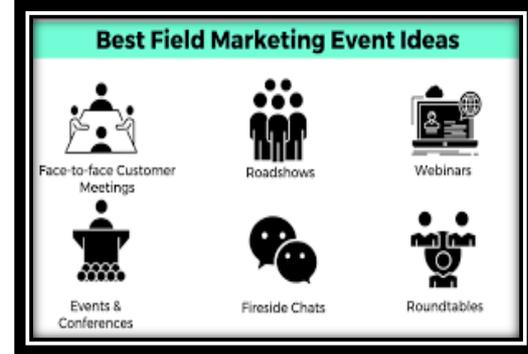 Best Field Marketing Event Ideas
Face-to-face Customer
Meetings
Roadshows
Webinars
Events &
Conferences
Fireside Chats
Roundtables